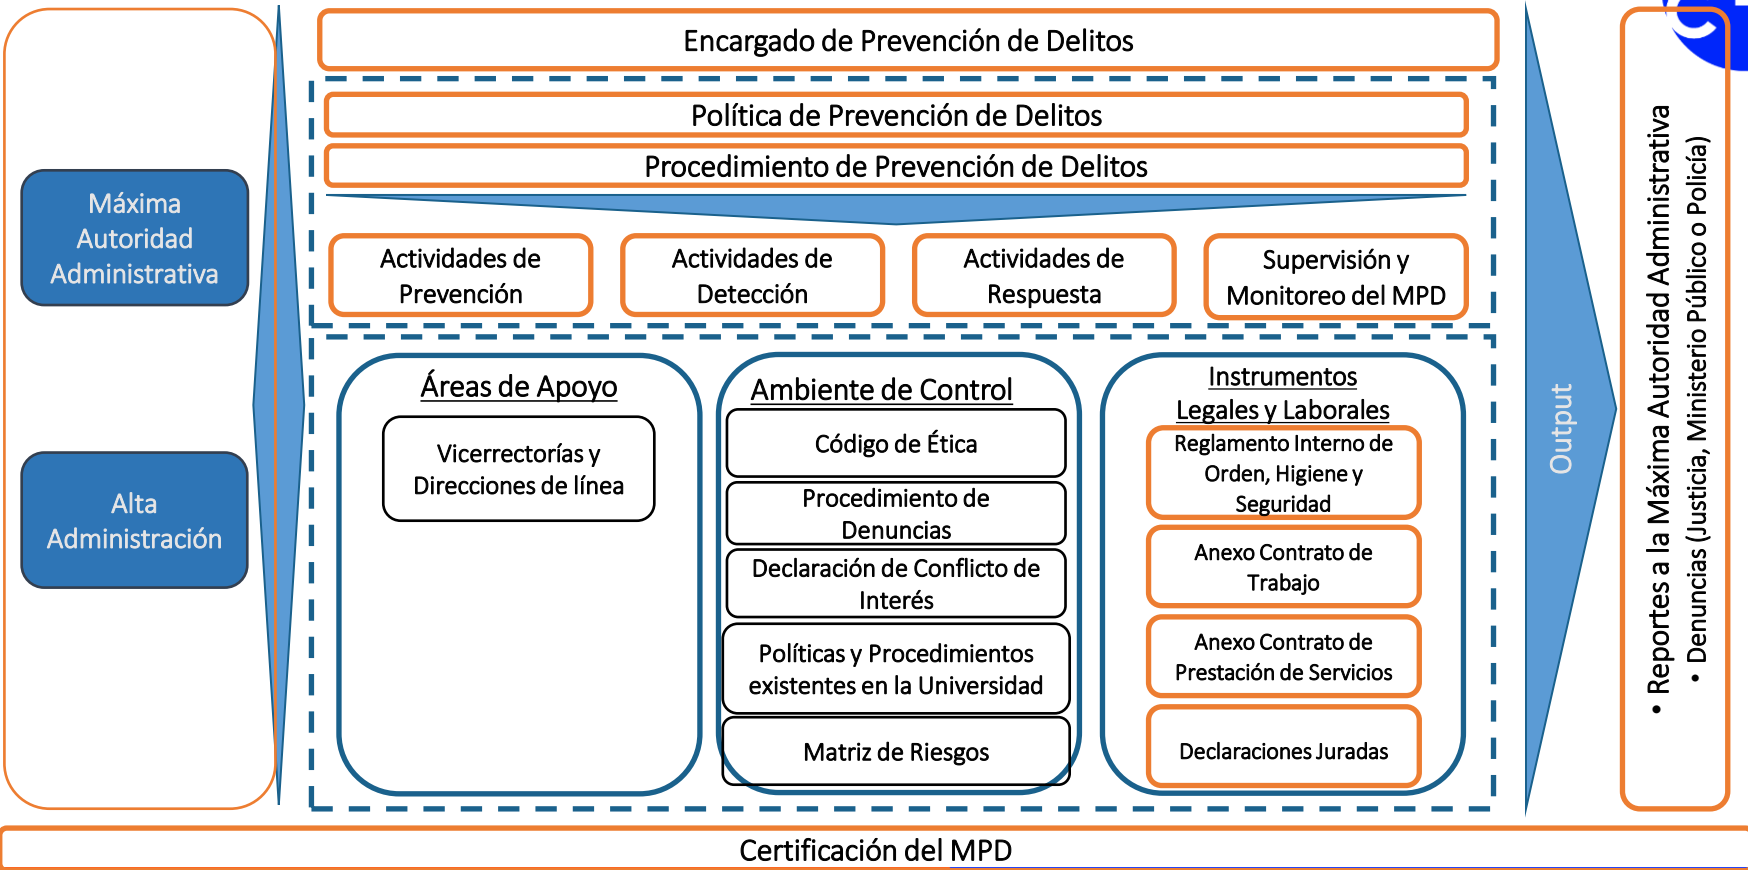 Encargado de Prevención de Delitos
Política de Prevención de Delitos
Procedimiento de Prevención de Delitos
Máxima
Autoridad
Administrativa
Alta
Administración
Actividades de
Prevención
Actividades de
Detección
Actividades de
Respuesta
Supervisión y
Monitoreo del MPD
Áreas de Apoyo
Vicerrectorías y
Direcciones de línea
Ambiente de Control
Código de Ética
Procedimiento de
Denuncias
Declaración de Conflicto de
Interés
Políticas y Procedimientos
existentes en la Universidad
Matriz de Riesgos
Instrumentos
Legales y Laborales
Reglamento Interno de
Orden, Higiene y
Seguridad
Anexo Contrato de
Trabajo
Anexo Contrato de
Prestación de Servicios
Declaraciones Juradas
Output
• Reportes a la Máxima Autoridad Administrativa
• Denuncias (Justicia, Ministerio Público o Policía)
Certificación del MPD